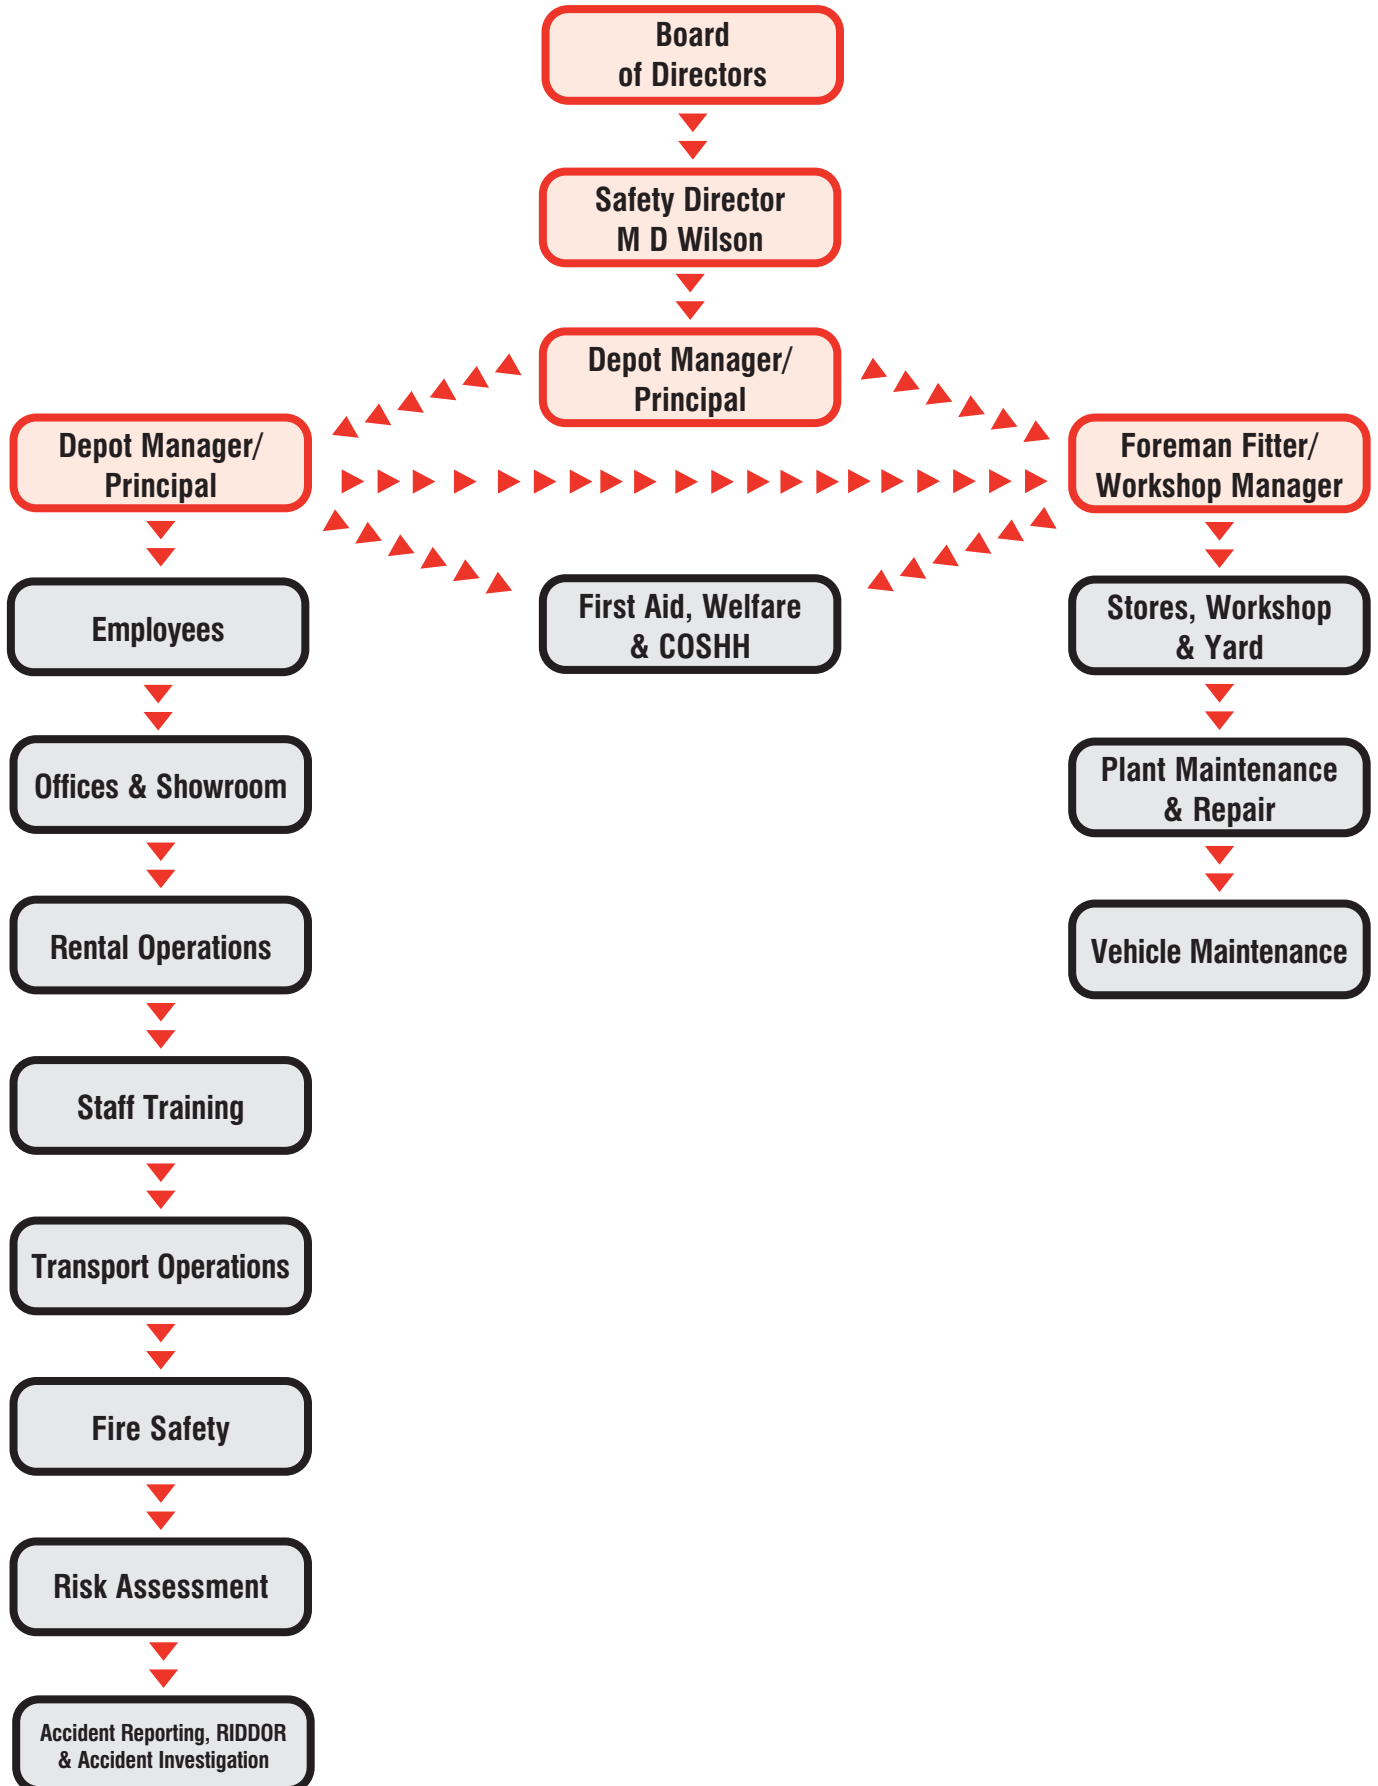 Board
of Directors
Safety Director
M D Wilson
Depot Manager/
Principal
Depot Manager/
Principal
Foreman Fitter/
Workshop Manager
Employees
First Aid, Welfare
& COSHH
Stores, Workshop
& Yard
Offices & Showroom
Plant Maintenance
& Repair
Rental Operations
Vehicle Maintenance
Staff Training
Transport Operations
Fire Safety
Risk Assessment
Accident Reporting, RIDDOR
& Accident Investigation